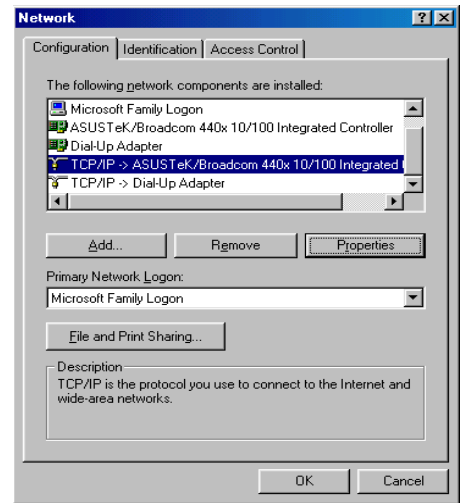 Network
Configuration
Identification
Access Control
The following network components are installed:
Microsoft Family Logon
ASUSTeK/Broadcom 440x 10/100 Integrated Controller
Dial-Up Adapter
TCP/IP -> ASUSTeK/Broadcom 440x 10/100 Integrated
TCP/IP -> Dial-Up Adapter
Add...
Remove
Properties
Primary Network Logon:
Microsoft Family Logon
File and Print Sharing...
Description
TCP/IP is the protocol you use to connect to the Internet and
wide-area networks.
OK
Cancel